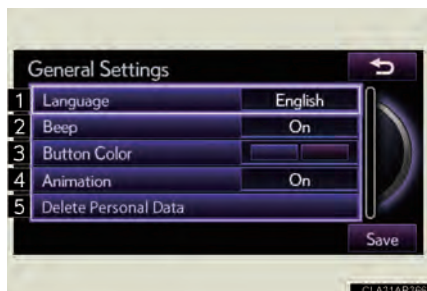 General Settings
1 Language English
2 Beep On
3 Button Color
4 Animation On
5 Delete Personal Data
Save